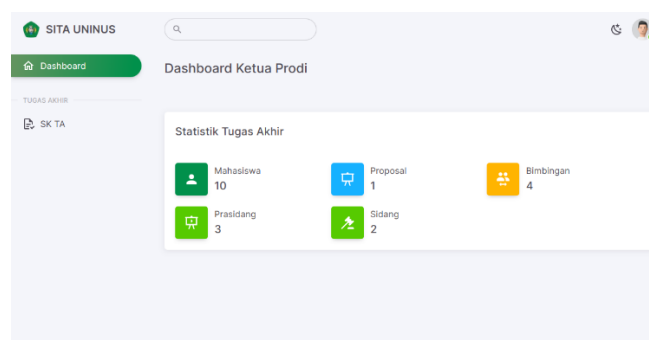 SITA UNINUS
Dashboard
Dashboard Ketua Prodi
TUGAS AKHIR
SK TA
Statistik Tugas Akhir
Mahasiswa
10
Proposal
1
Bimbingan
4
Prasidang
3
Sidang
2